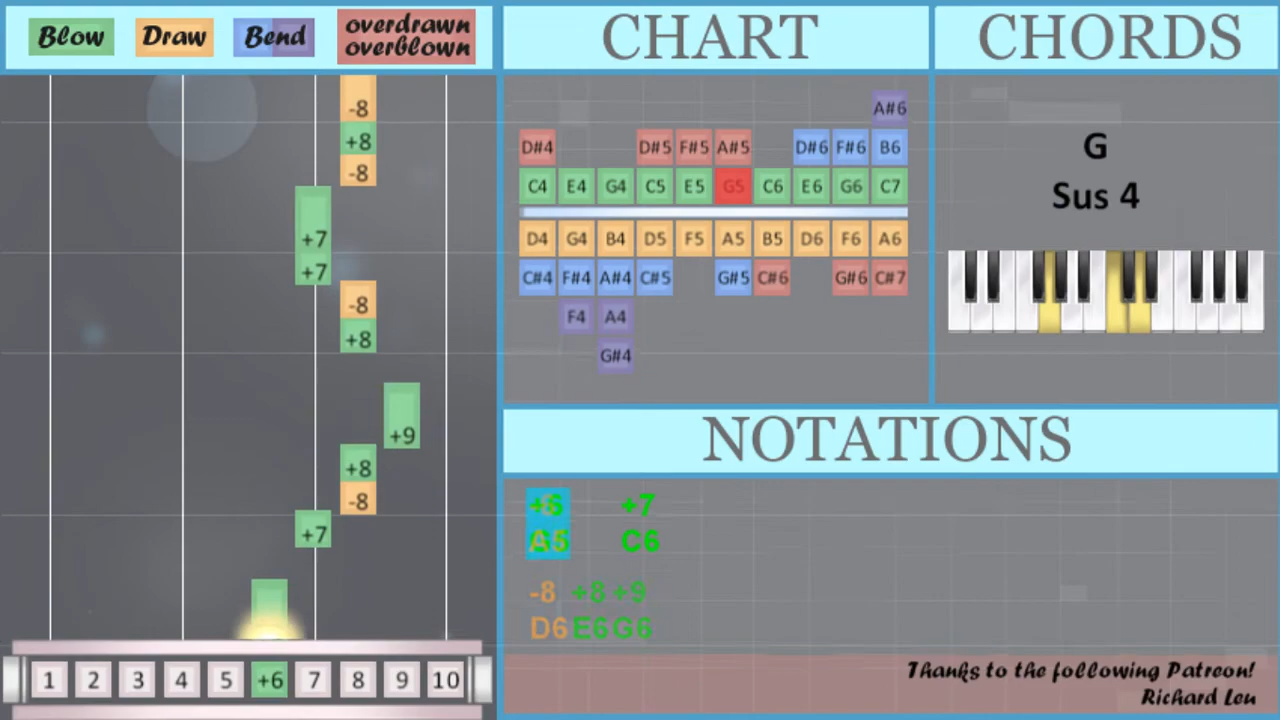 Blow Draw Bend overdrawn
overblown
CHART
CHORDS
-8
+8
-8
+7
+7
-8
+8
+9
+8
-8
+7
1 2 3 4 5 +6 7 8 9 10
A#6
D#4 D#5 F#5 A#5 D#6 F#6 B6
C4 E4 G4 C5 E5 G5 C6 E6 G6 C7
D4 G4 B4 D5 F5 A5 B5 D6 F6 A6
C#4 F#4 A#4 C#5 G#5 C#6 G#6 C#7
F4 A4
G#4
G
Sus 4
NOTATIONS
+6 +7
G5 C6
-8 +8 +9
D6 E6 G6
Thanks to the following Patreon!
Richard Leu